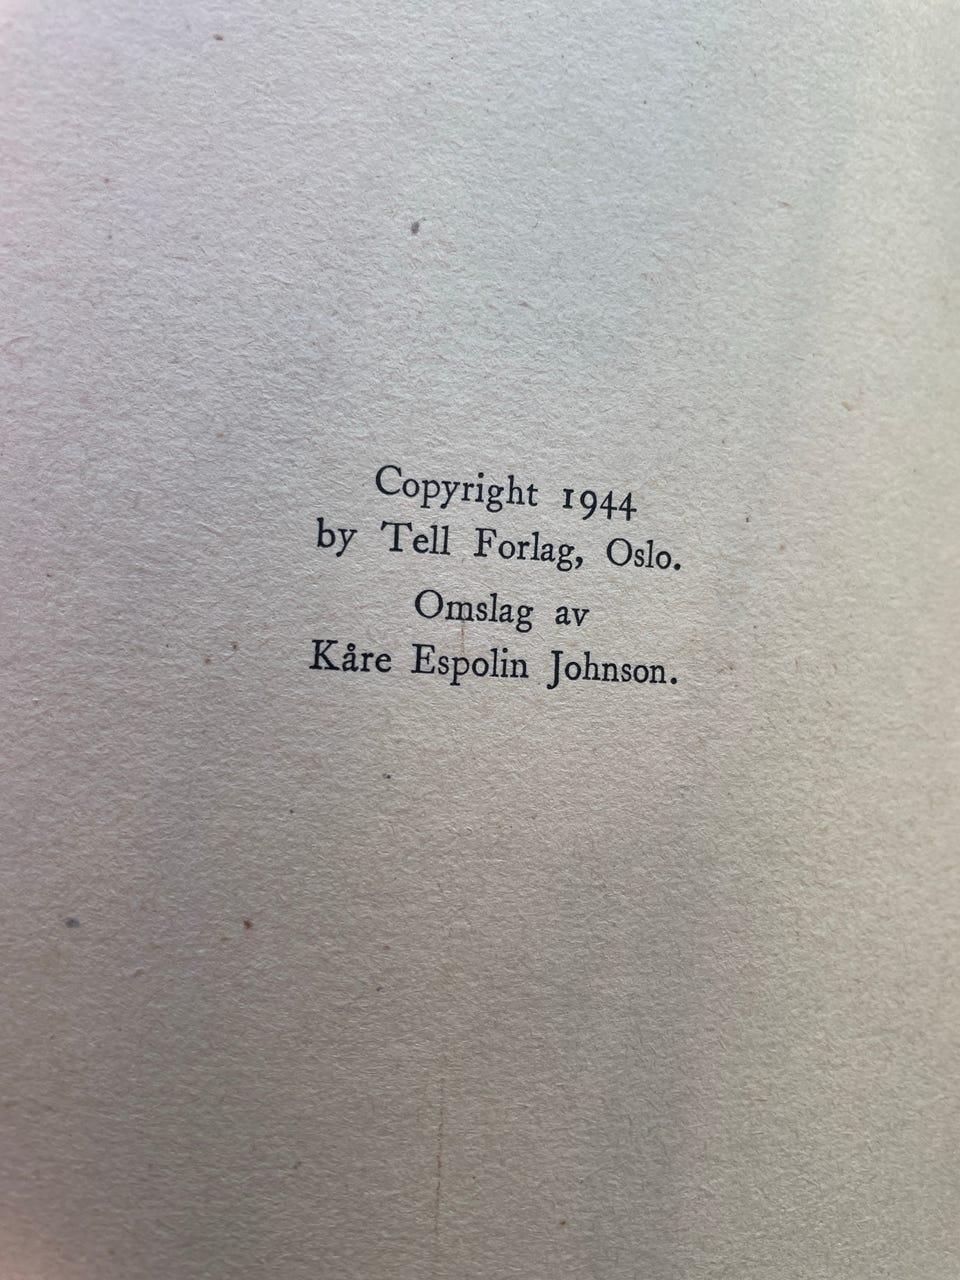 Copyright 1944
by Tell Forlag, Oslo.
Omslag av
Kåre Espolin Johnson.